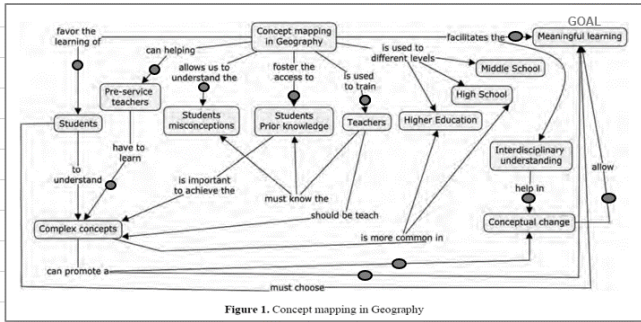 GOAL
favor the
learning of
Concept mapping
in Geography
facilitates the
Meaningful learning
can helping
allows us to
understand the
foster the
access to
is used
to train
is used to
different levels
Middle School
High School
Pre-service
teachers
Students
Students
misconceptions
Students
Prior knowledge
Teachers
Higher Education
Interdisciplinary
understanding
have to
learn
to
understand
is important
to achieve the
must know the
help in
allow
should be teach
Complex concepts
Conceptual change
is more common in
can promote a
must choose
Figure 1. Concept mapping in Geography